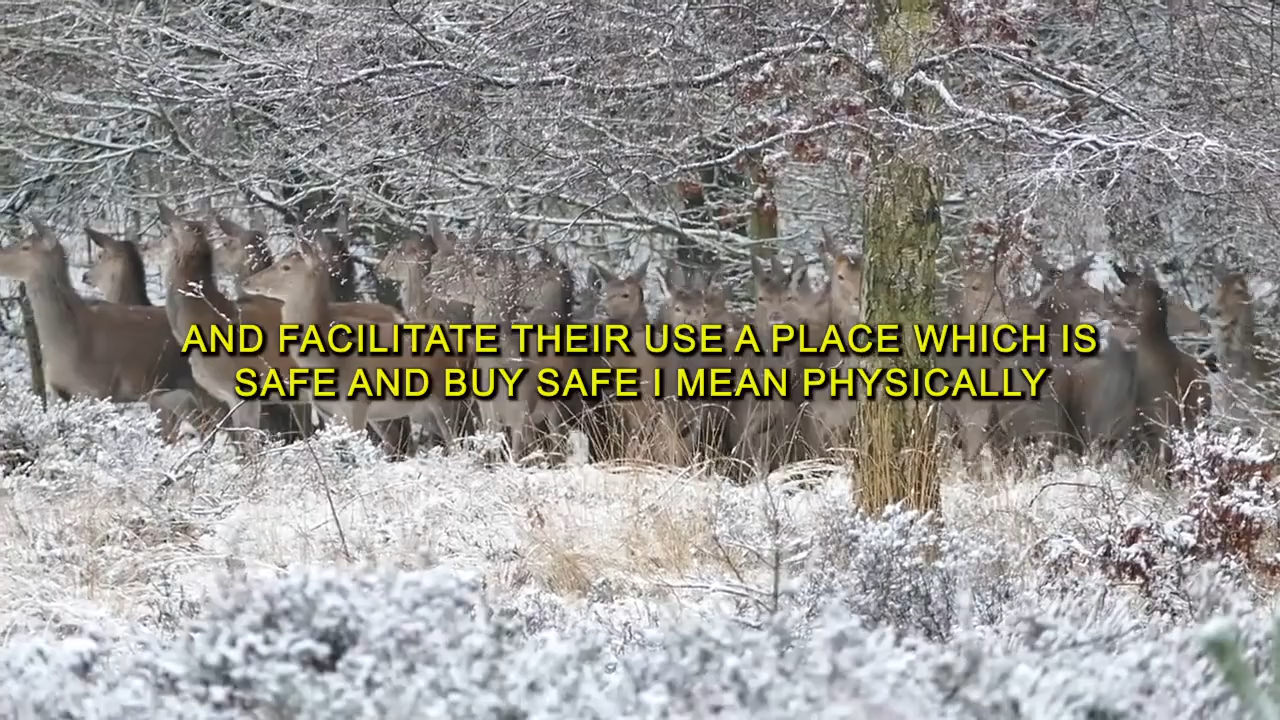 AND FACILITATE THEIR USE A PLACE WHICH IS
SAFE AND BUY SAFE I MEAN PHYSICALLY